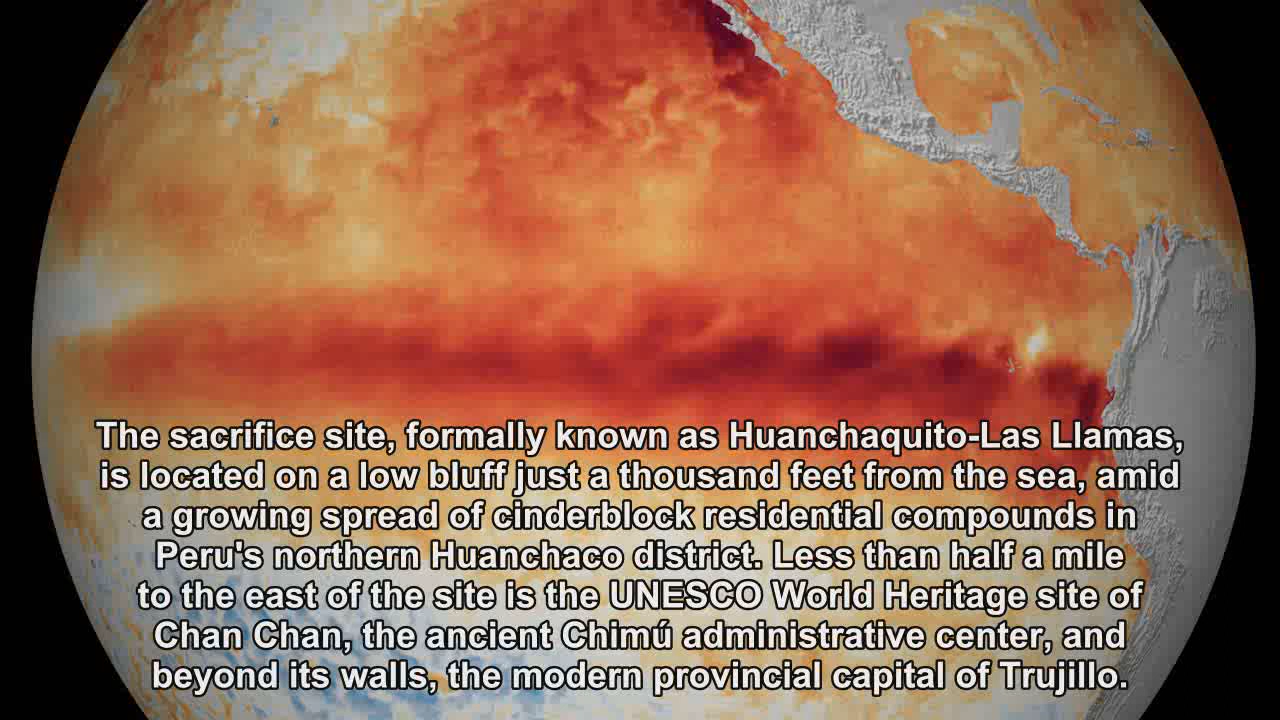 The sacrifice site, formally known as Huanchaquito-Las Llamas,
is located on a low bluff just a thousand feet from the sea, amid
a growing spread of cinderblock residential compounds in
Peru's northern Huanchaco district. Less than half a mile
to the east of the site is the UNESCO World Heritage site of
Chan Chan, the ancient Chimú administrative center, and
beyond its walls, the modern provincial capital of Trujillo.